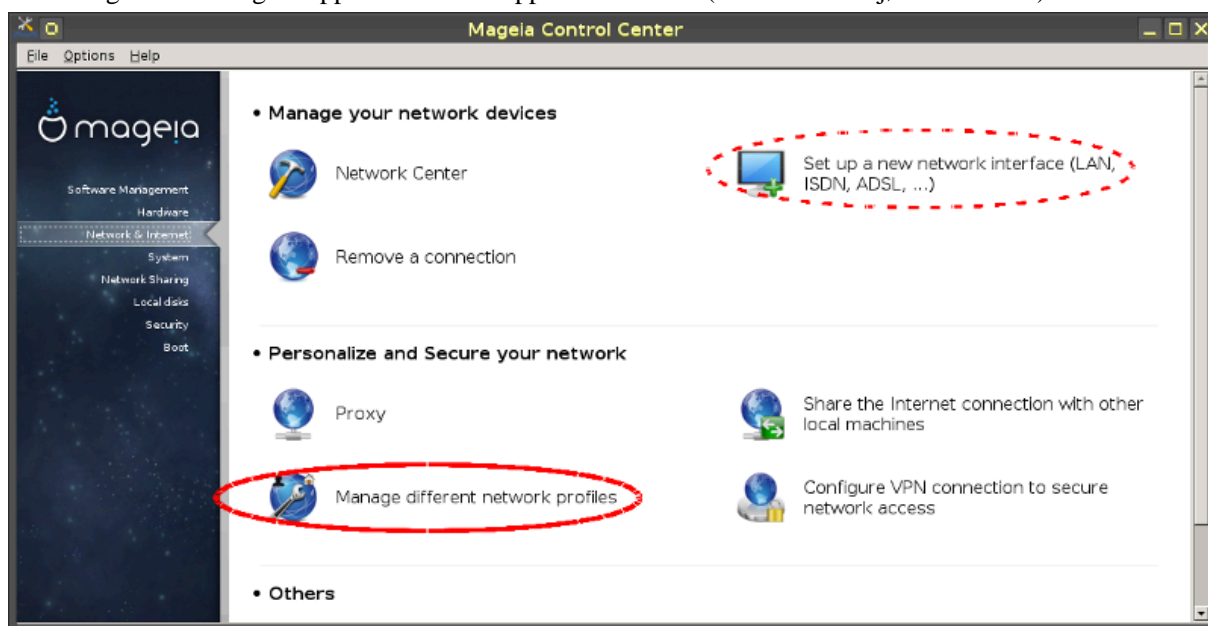 Mageia Control Center
File Options Help
mageia
Software Management
Hardware
Network & Internet
System
Network Sharing
Local disks
Security
Boot
• Manage your network devices
Network Center
Set up a new network interface (LAN,
ISDN, ADSL, ...)
Remove a connection
• Personalize and Secure your network
Proxy
Share the Internet connection with other
local machines
Manage different network profiles
Configure VPN connection to secure
network access
• Others